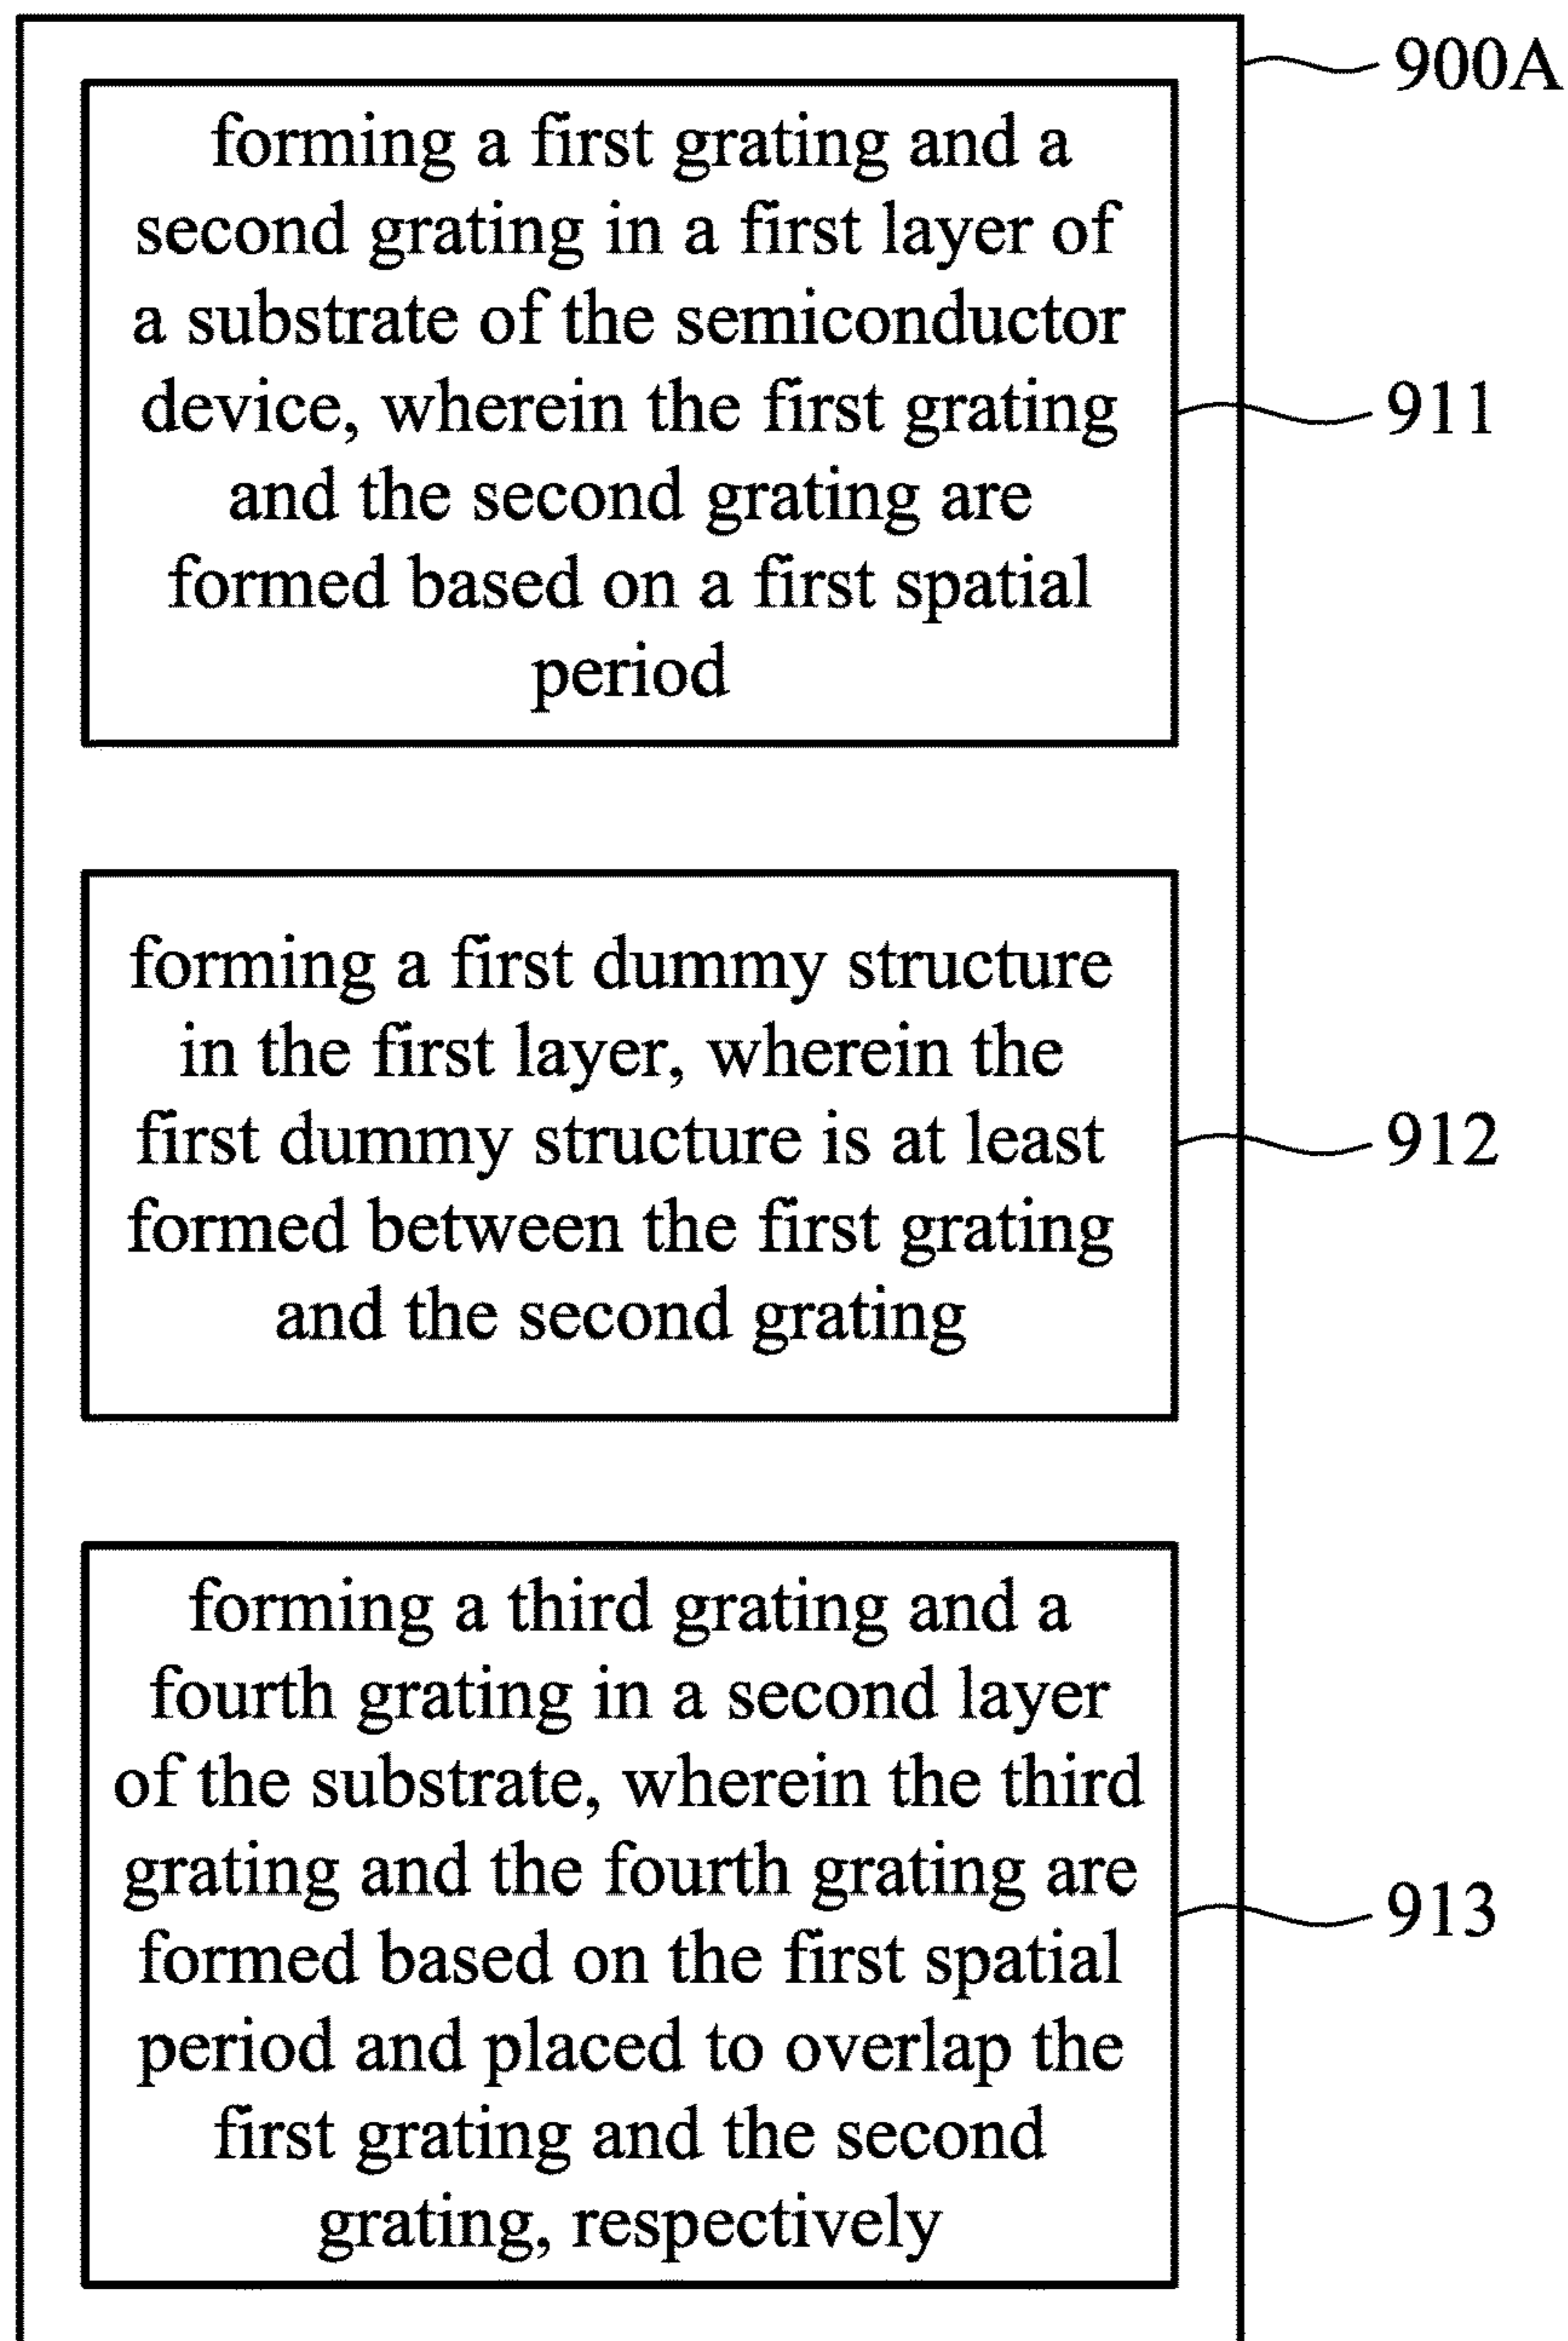 900A
forming a first grating and a
second grating in a first layer of
a substrate of the semiconductor
device, wherein the first grating
and the second grating are
formed based on a first spatial
period
911
forming a first dummy structure
in the first layer, wherein the
first dummy structure is at least
formed between the first grating
and the second grating
912
forming a third grating and a
fourth grating in a second layer
of the substrate, wherein the third
grating and the fourth grating are
formed based on the first spatial
period and placed to overlap the
first grating and the second
grating, respectively
913